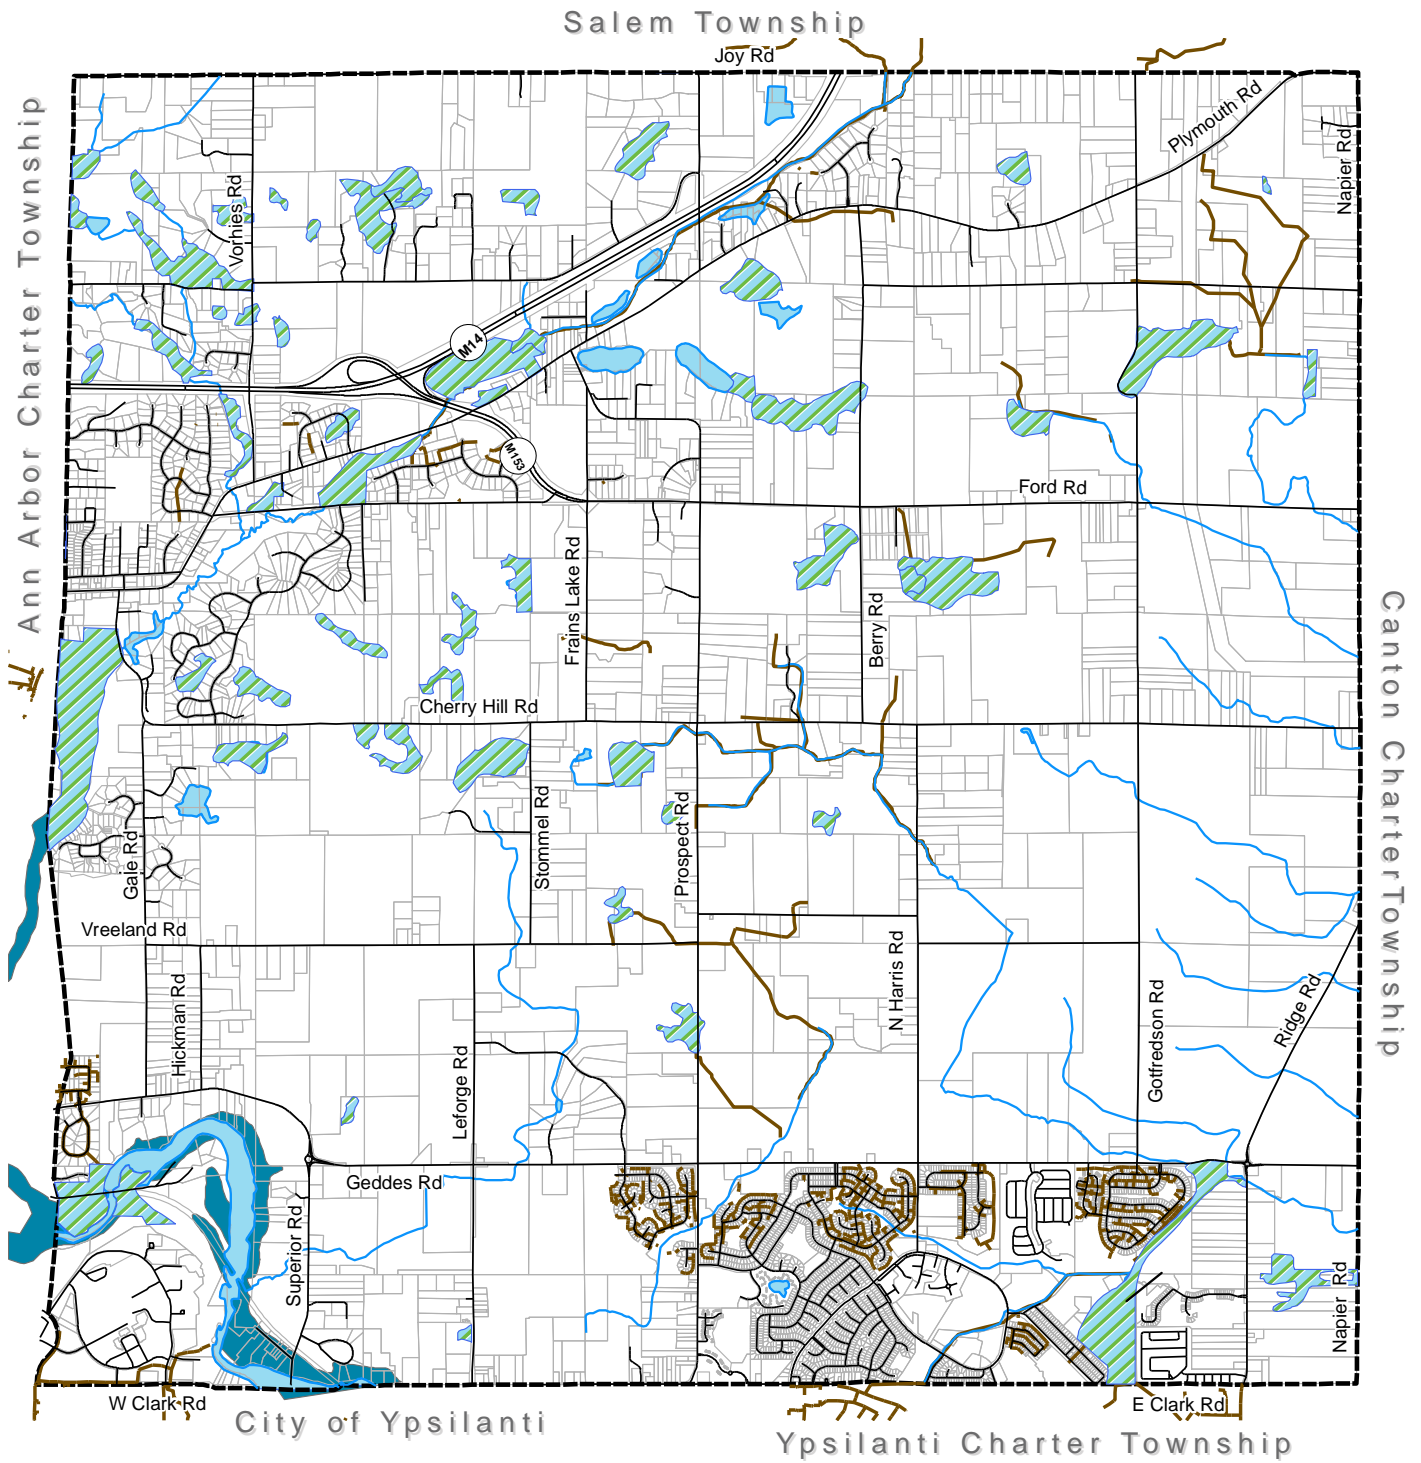 Salem Township
Joy Rd
Plymouth Rd
Napier Rd
Ann Arbor Charter Township
Vorhies Rd
M14
M153
Ford Rd
Frains Lake Rd
Berry Rd
Canton CharterTownship
Cherry Hill Rd
Stommel Rd
Prospect Rd
Gale Rd
Vreeland Rd
Hickman Rd
N Harris Rd
Gotfredson Rd
Ridge Rd
Leforge Rd
Geddes Rd
Superior Rd
Napier Rd
W Clark Rd
E Clark Rd
City of Ypsilanti
Ypsilanti Charter Township